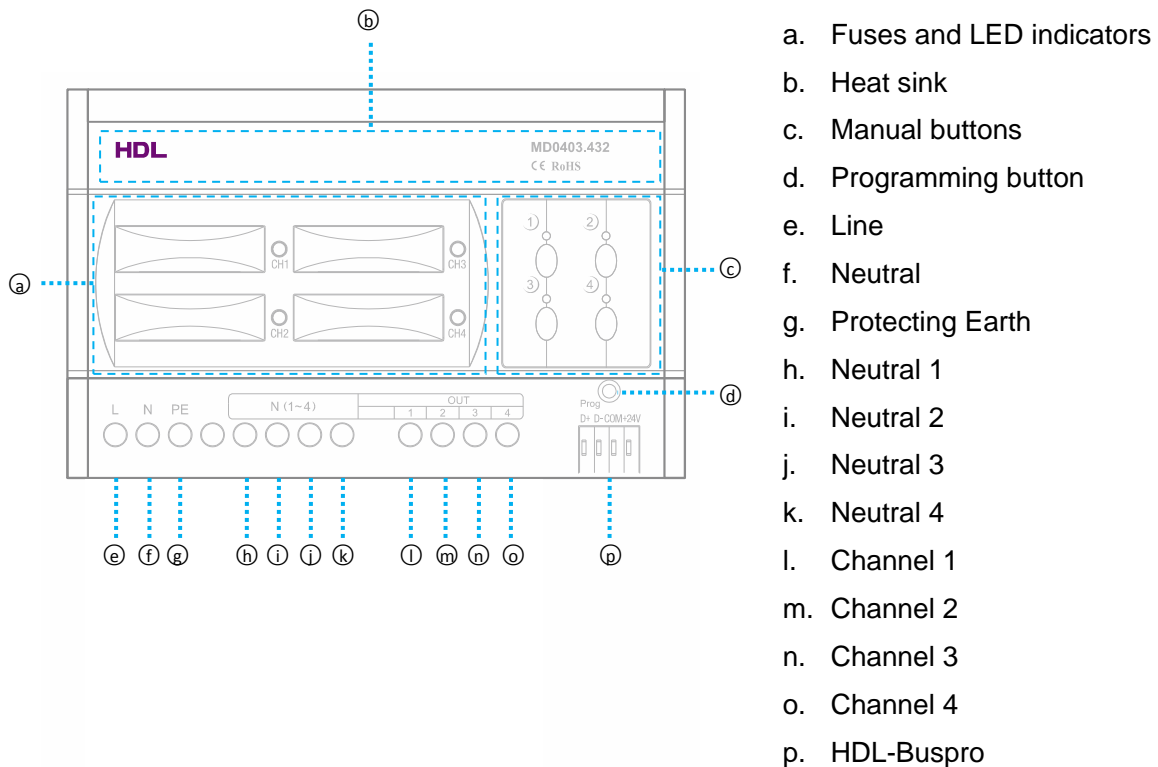 b
HDL
MD0403.432
CE RoHS
1 2
CH1 CH3
a
c
3 4
CH2 CH4
d
Prog
L N PE N (1~4) OUT
1 2 3 4
D+ D-COM+24V
e f g h i j k l m n o p
a. Fuses and LED indicators
b. Heat sink
c. Manual buttons
d. Programming button
e. Line
f. Neutral
g. Protecting Earth
h. Neutral 1
i. Neutral 2
j. Neutral 3
k. Neutral 4
l. Channel 1
m. Channel 2
n. Channel 3
o. Channel 4
p. HDL-Buspro